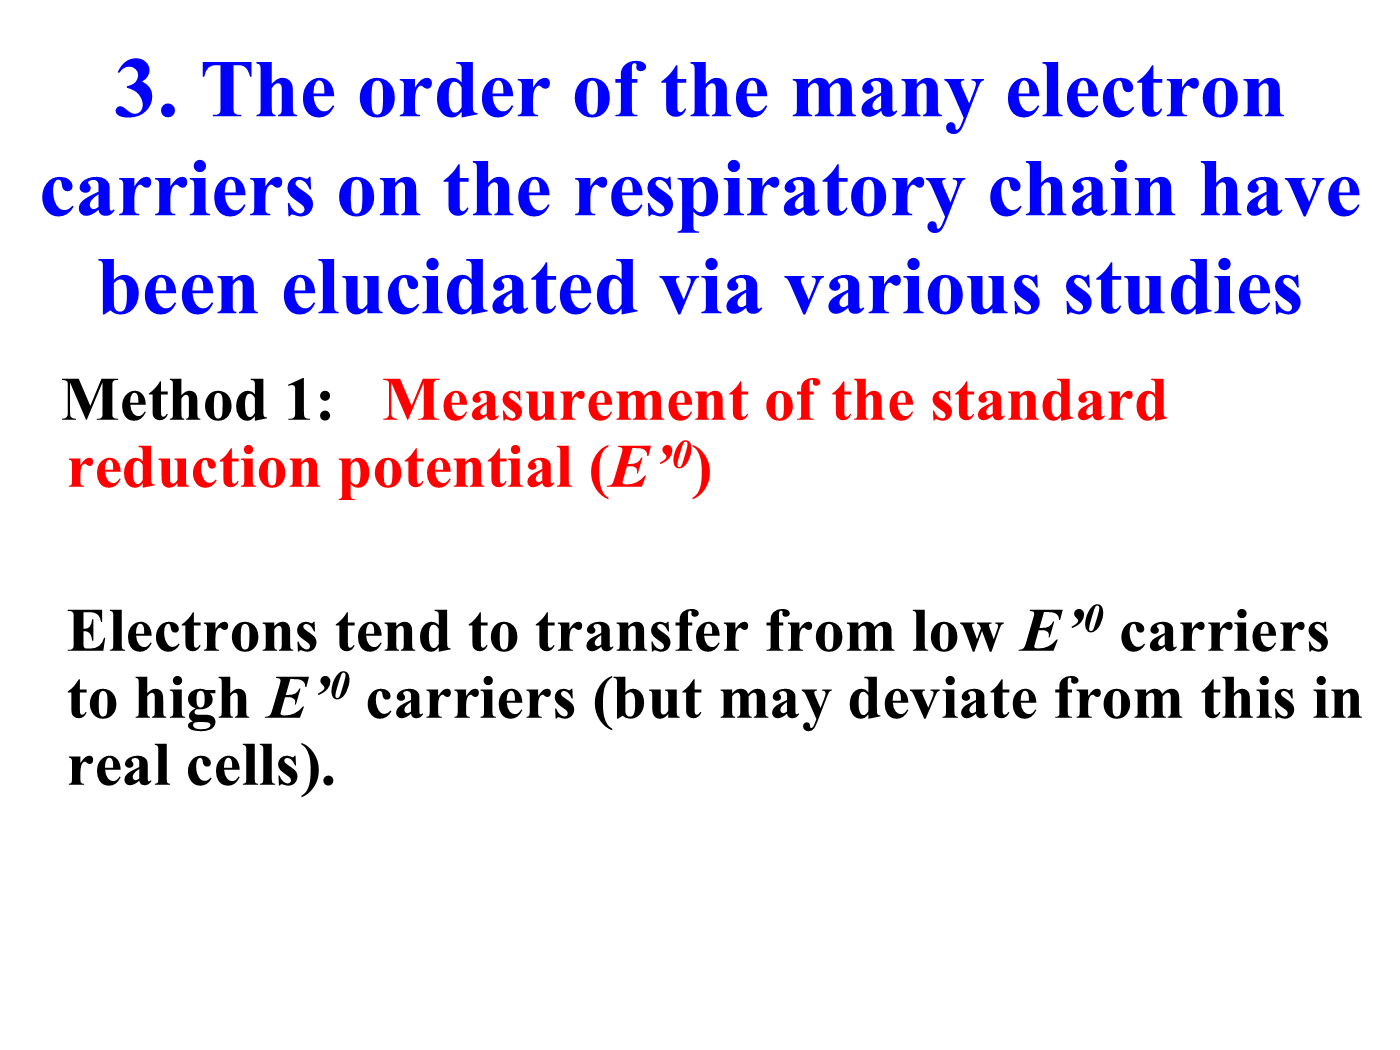 3. The order of the many electron
carriers on the respiratory chain have
been elucidated via various studies
Method 1: Measurement of the standard
reduction potential (E’⁰)
Electrons tend to transfer from low E’⁰ carriers
to high E’⁰ carriers (but may deviate from this in
real cells).